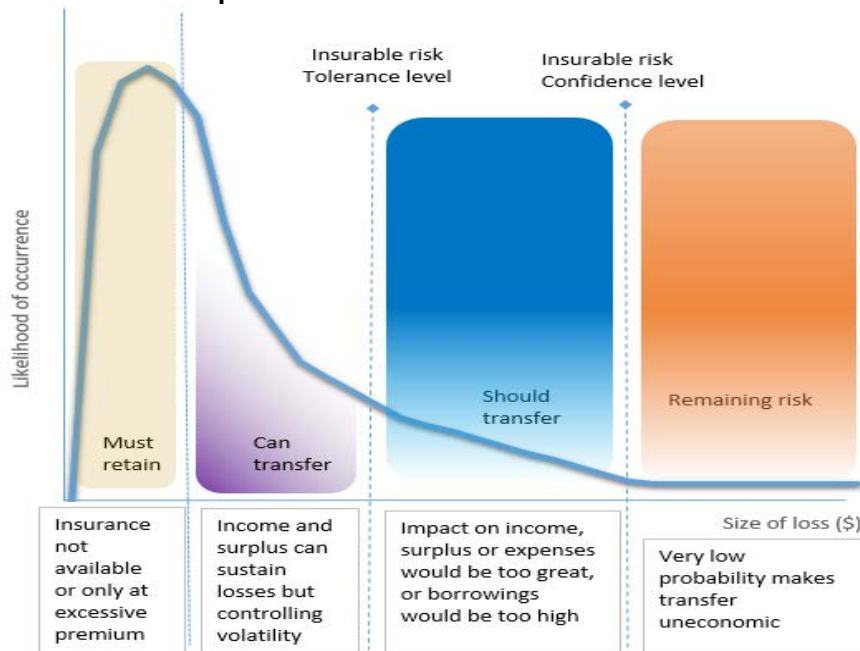 Insurable risk
Tolerance level
Insurable risk
Confidence level
Likelihood of occurrence
Must
retain
Can
transfer
Should
transfer
Remaining risk
Size of loss ($)
Insurance
not
available
or only at
excessive
premium
Income and
surplus can
sustain
losses but
controlling
volatility
Impact on income,
surplus or expenses
would be too great,
or borrowings
would be too high
Very low
probability makes
transfer
uneconomic